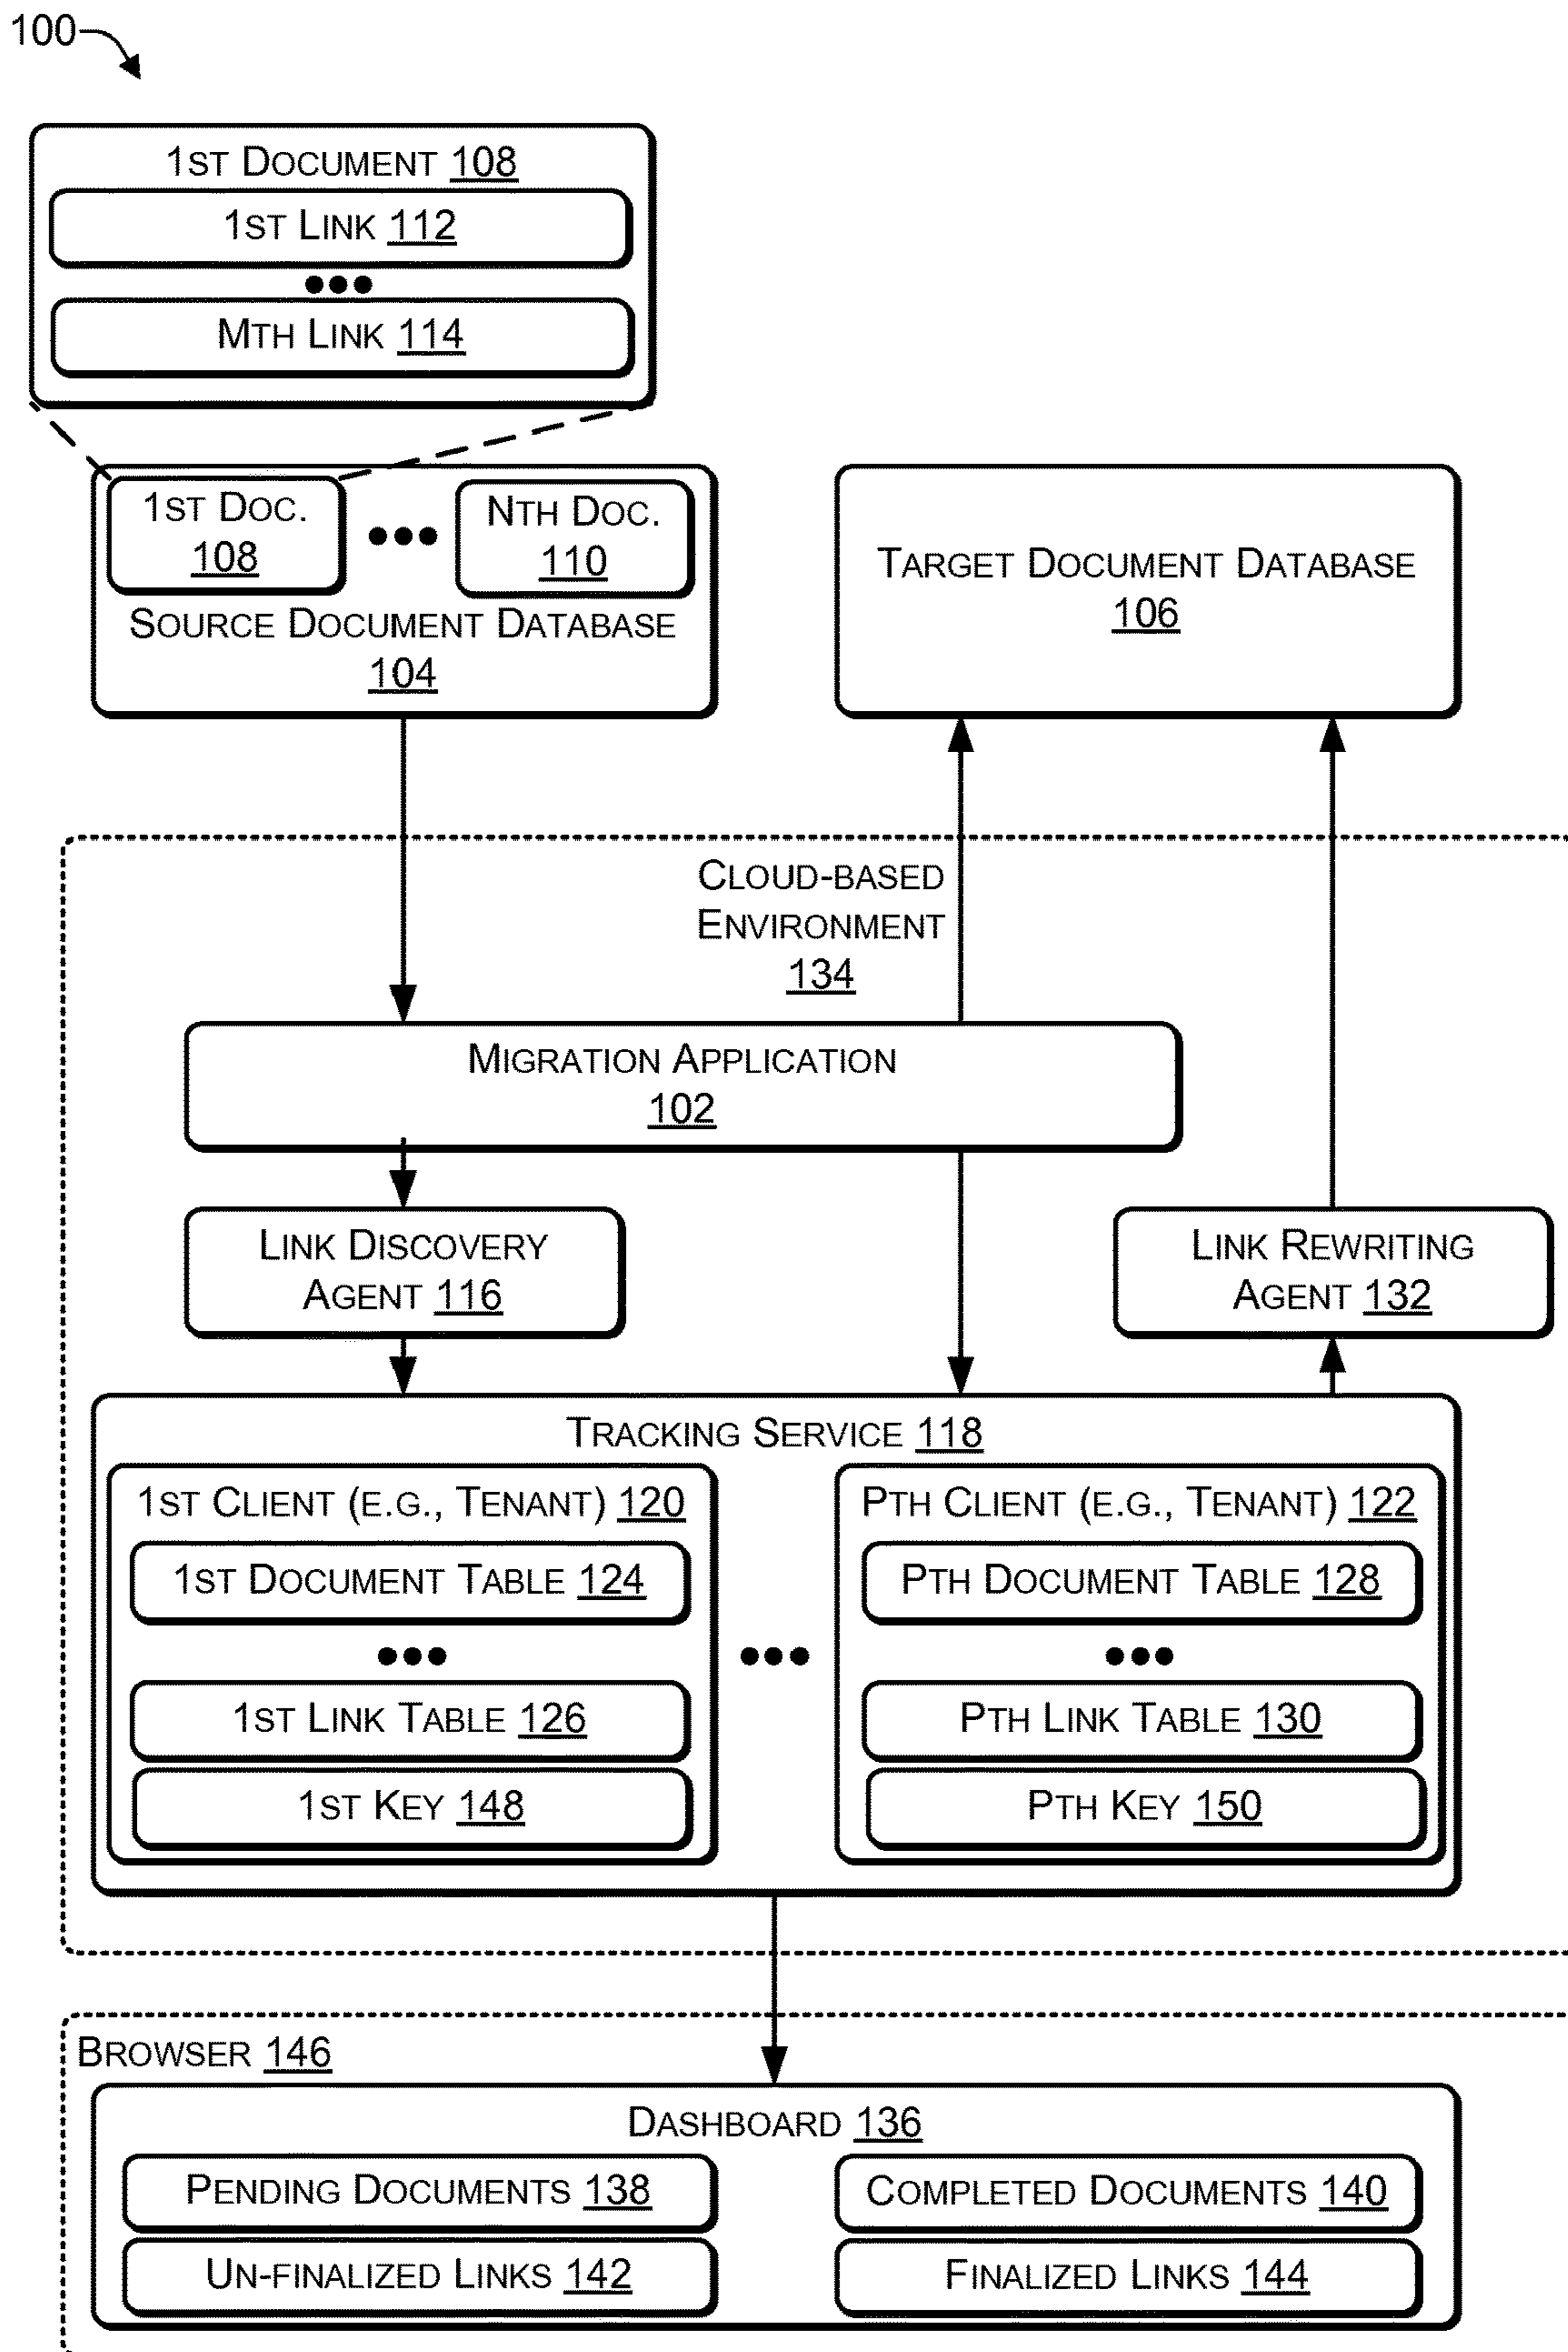 100
1ST DOCUMENT 108
1ST LINK 112
MTH LINK 114
1ST DOC.
108
NTH DOC.
110
SOURCE DOCUMENT DATABASE
104
TARGET DOCUMENT DATABASE
106
CLOUD-BASED
ENVIRONMENT
134
MIGRATION APPLICATION
102
LINK DISCOVERY
AGENT 116
LINK REWRITING
AGENT 132
TRACKING SERVICE 118
1ST CLIENT (E.G., TENANT) 120
1ST DOCUMENT TABLE 124
1ST LINK TABLE 126
1ST KEY 148
PTH CLIENT (E.G., TENANT) 122
PTH DOCUMENT TABLE 128
PTH LINK TABLE 130
PTH KEY 150
BROWSER 146
DASHBOARD 136
PENDING DOCUMENTS 138
COMPLETED DOCUMENTS 140
UN-FINALIZED LINKS 142
FINALIZED LINKS 144